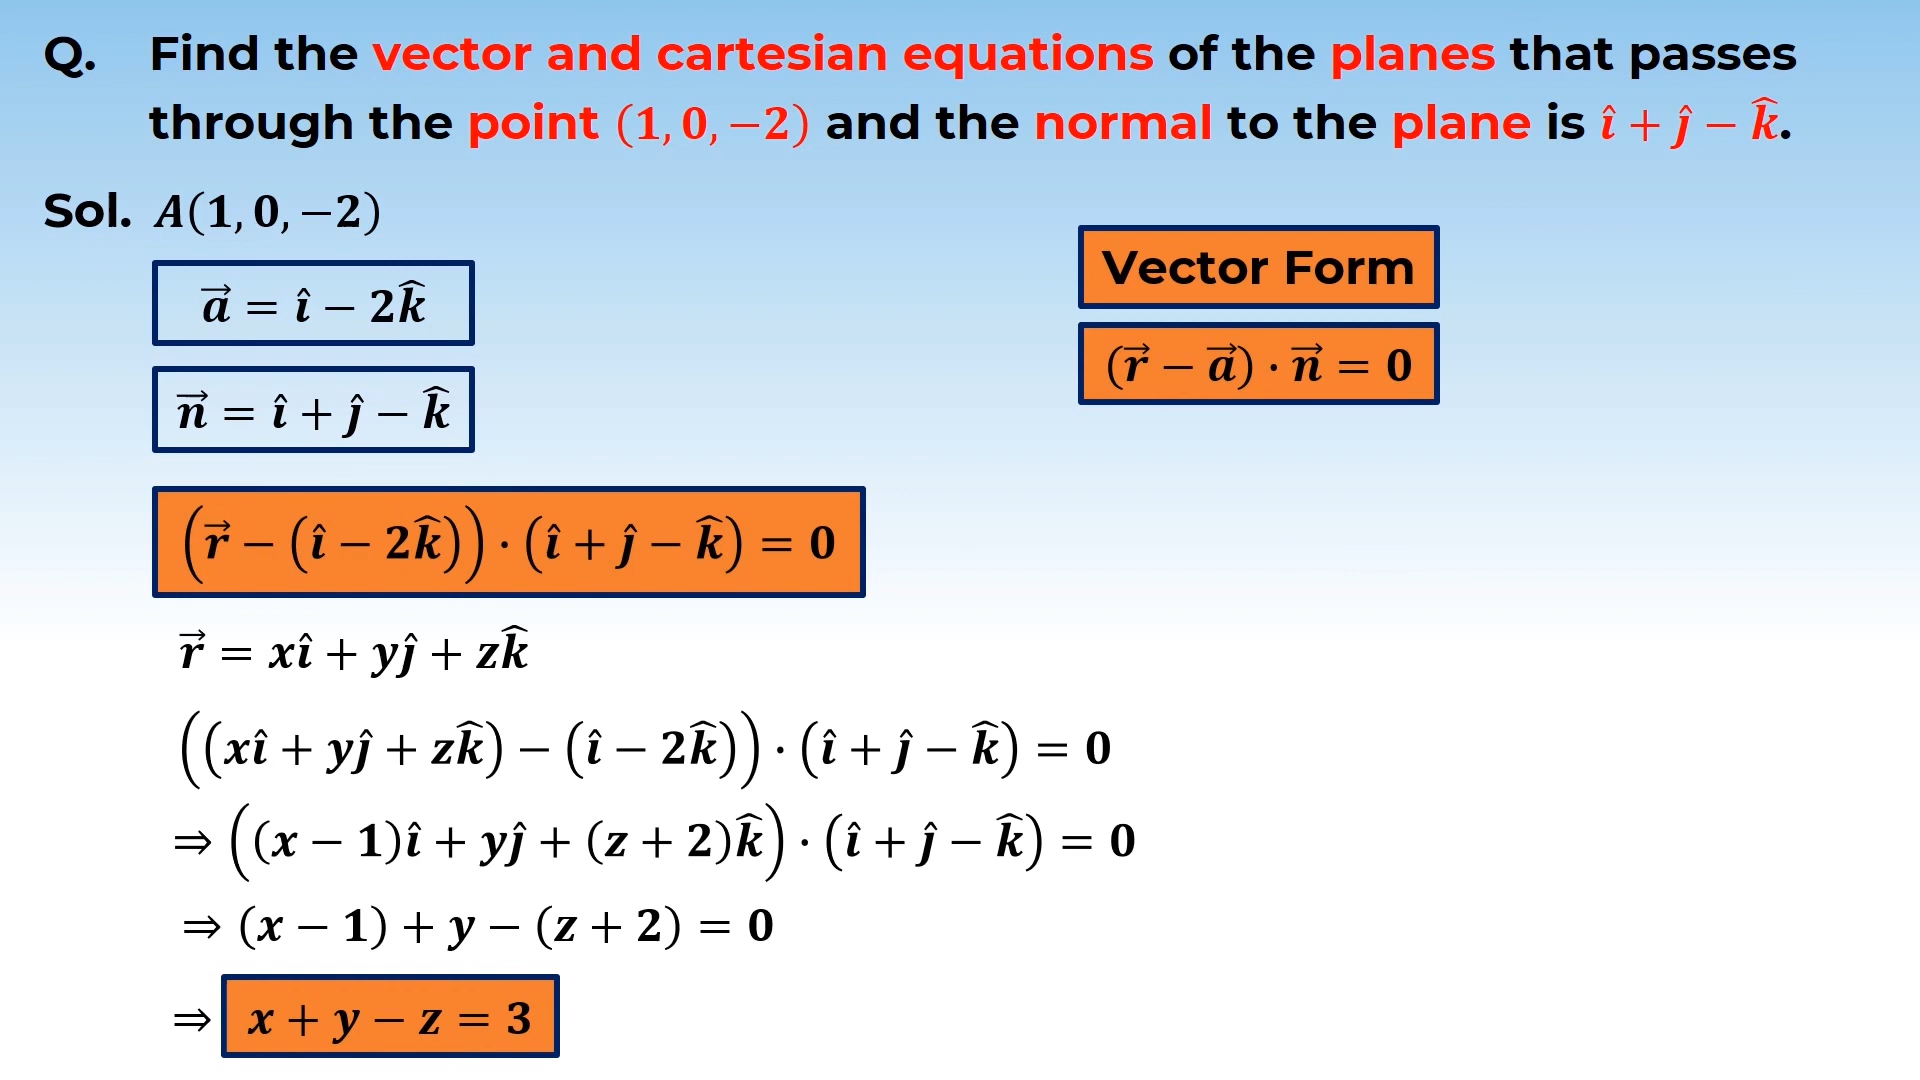 Q. Find the vector and cartesian equations of the planes that passes
through the point (1, 0, −2) and the normal to the plane is î + ĵ − k̂.
Sol. A(1, 0, −2)
a⃗ = î − 2k̂
n⃗ = î + ĵ − k̂
Vector Form
(r⃗ − a⃗) · n⃗ = 0
(r⃗ − (î − 2k̂)) · (î + ĵ − k̂) = 0
r⃗ = xî + yĵ + zk̂
((xî + yĵ + zk̂) − (î − 2k̂)) · (î + ĵ − k̂) = 0
⇒ ((x − 1)î + yĵ + (z + 2)k̂) · (î + ĵ − k̂) = 0
⇒ (x − 1) + y − (z + 2) = 0
⇒ x + y − z = 3